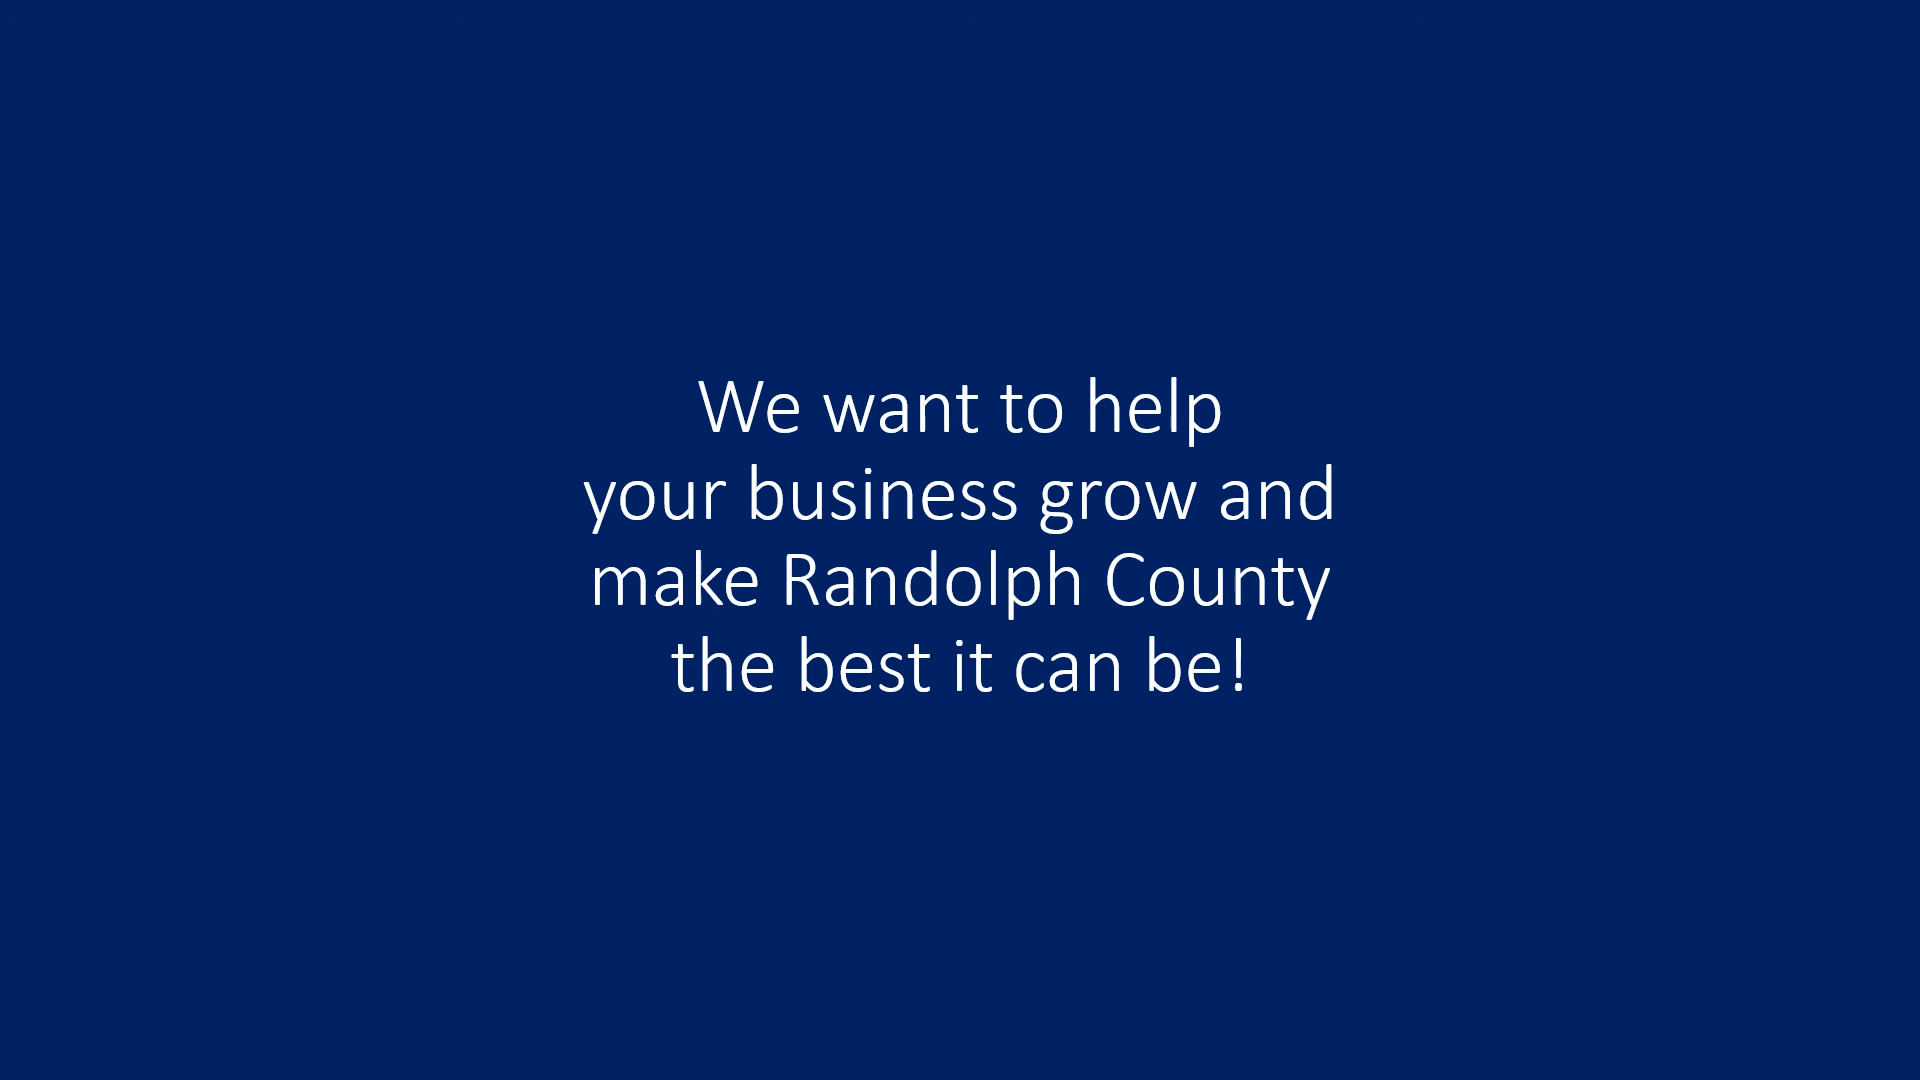 We want to help
your business grow and
make Randolph County
the best it can be!